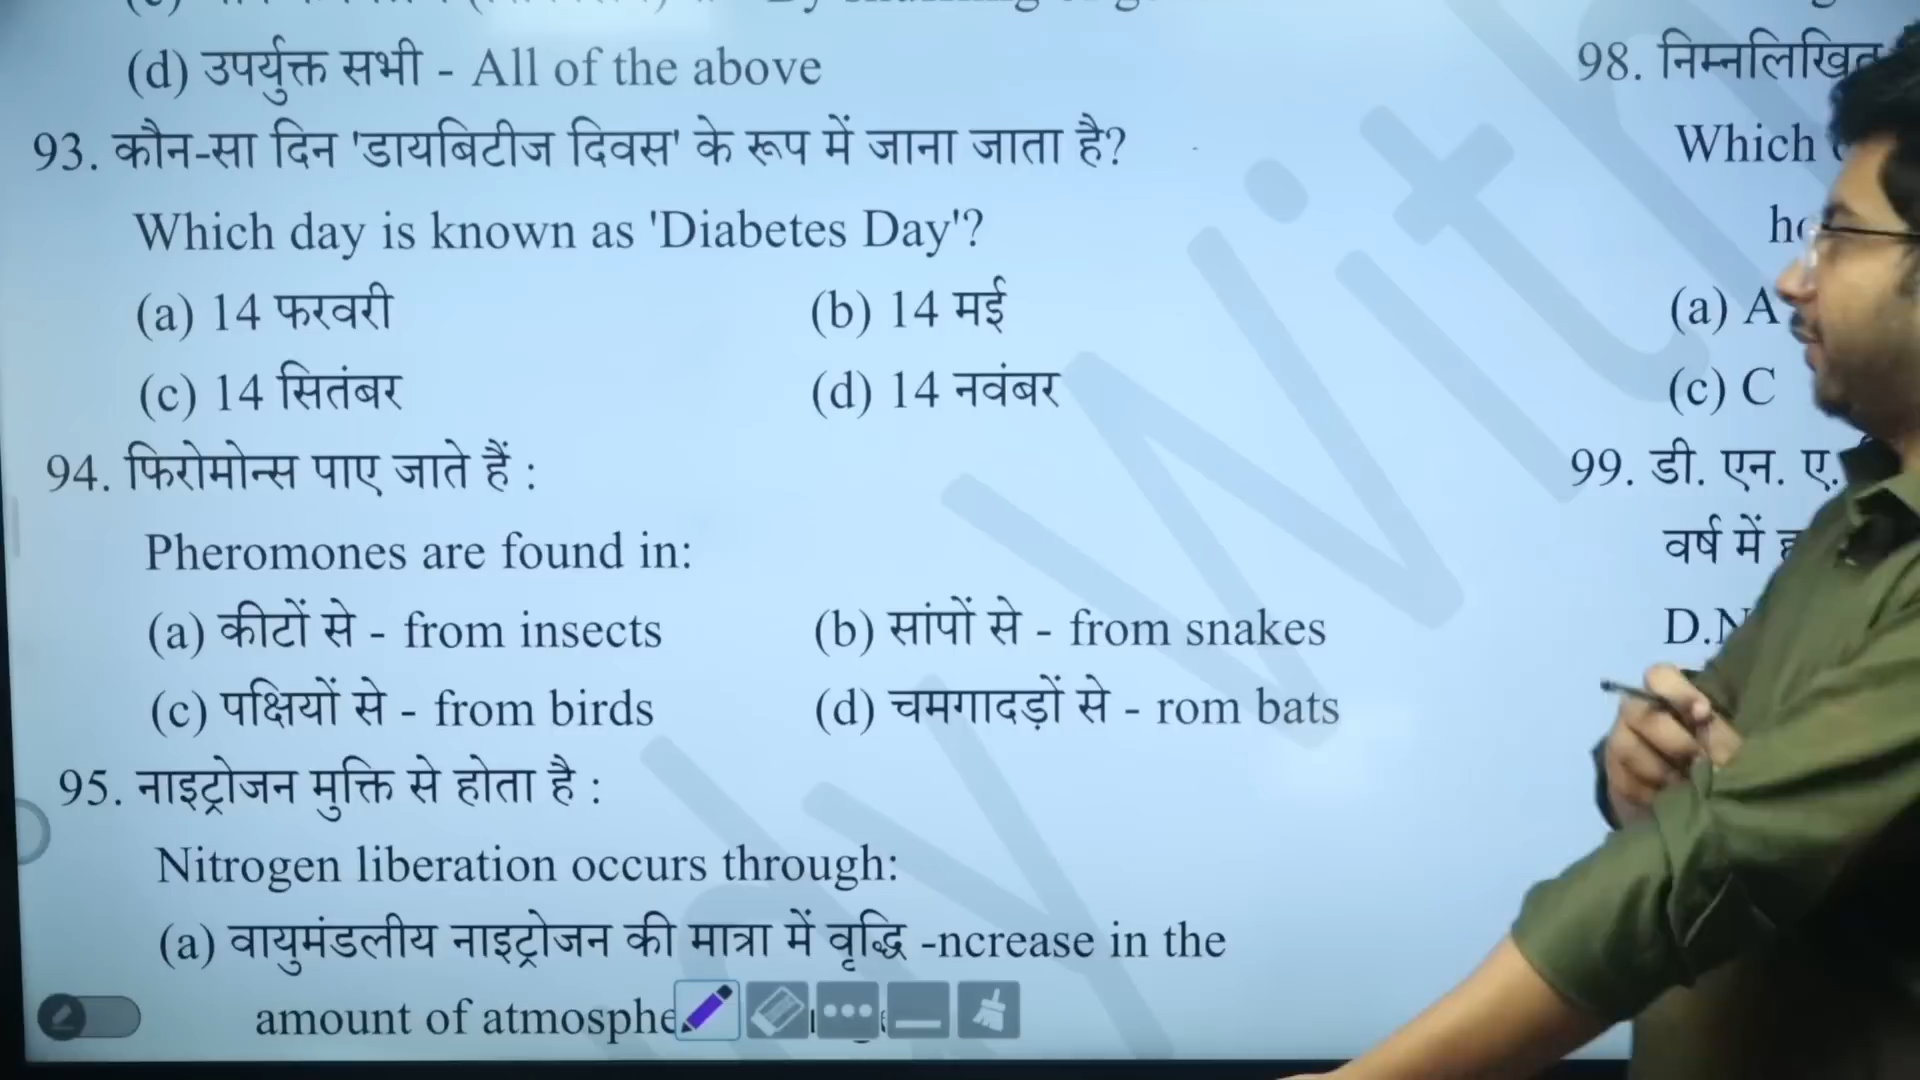 (d) उपर्युक्त सभी - All of the above
93. कौन-सा दिन 'डायबिटीज दिवस' के रूप में जाना जाता है?
Which day is known as 'Diabetes Day'?
(a) 14 फरवरी (b) 14 मई
(c) 14 सितंबर (d) 14 नवंबर
94. फिरोमोन्स पाए जाते हैं :
Pheromones are found in:
(a) कीटों से - from insects (b) सांपों से - from snakes
(c) पक्षियों से - from birds (d) चमगादड़ों से - rom bats
95. नाइट्रोजन मुक्ति से होता है :
Nitrogen liberation occurs through:
(a) वायुमंडलीय नाइट्रोजन की मात्रा में वृद्धि -ncrease in the
amount of atmosphe
98. निम्नलिखित
Which
(a) A
(c) C
99. डी. एन. ए.
वर्ष में
D.N
With